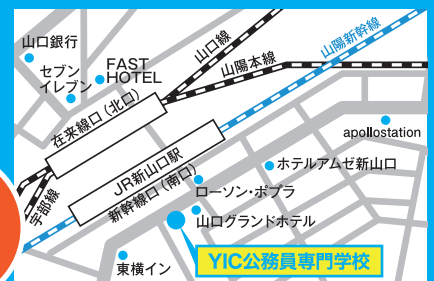 山口銀行
セブン
イレブン
FAST
HOTEL
山口線
山陽本線
山陽新幹線
在来線口(北口)
宇部線
JR新山口駅
新幹線口(南口)
apollostation
ホテルアムゼ新山口
ローソン・ポプラ
山口グランドホテル
YIC公務員専門学校
東横イン